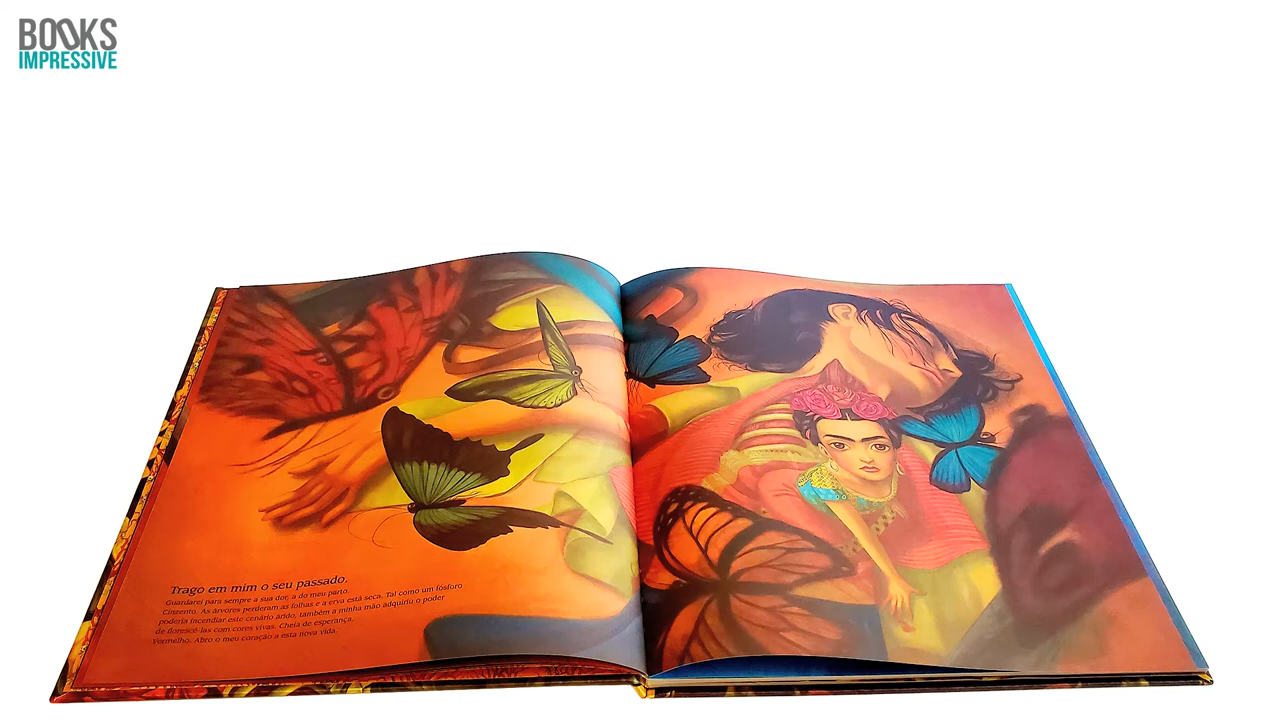 BOOKS
IMPRESSIVE
Trago em mim o seu passado.
Guardarei para sempre a sua dor, a do meu parto.
Cinzento. As árvores perderam as folhas e a erva está seca. Tal como um fósforo
poderia incendiar este cenário árido, também a minha mão adquiriu o poder
de florescê-las com cores vivas. Cheia de esperança.
Vermelho. Abro o meu coração a esta nova vida.